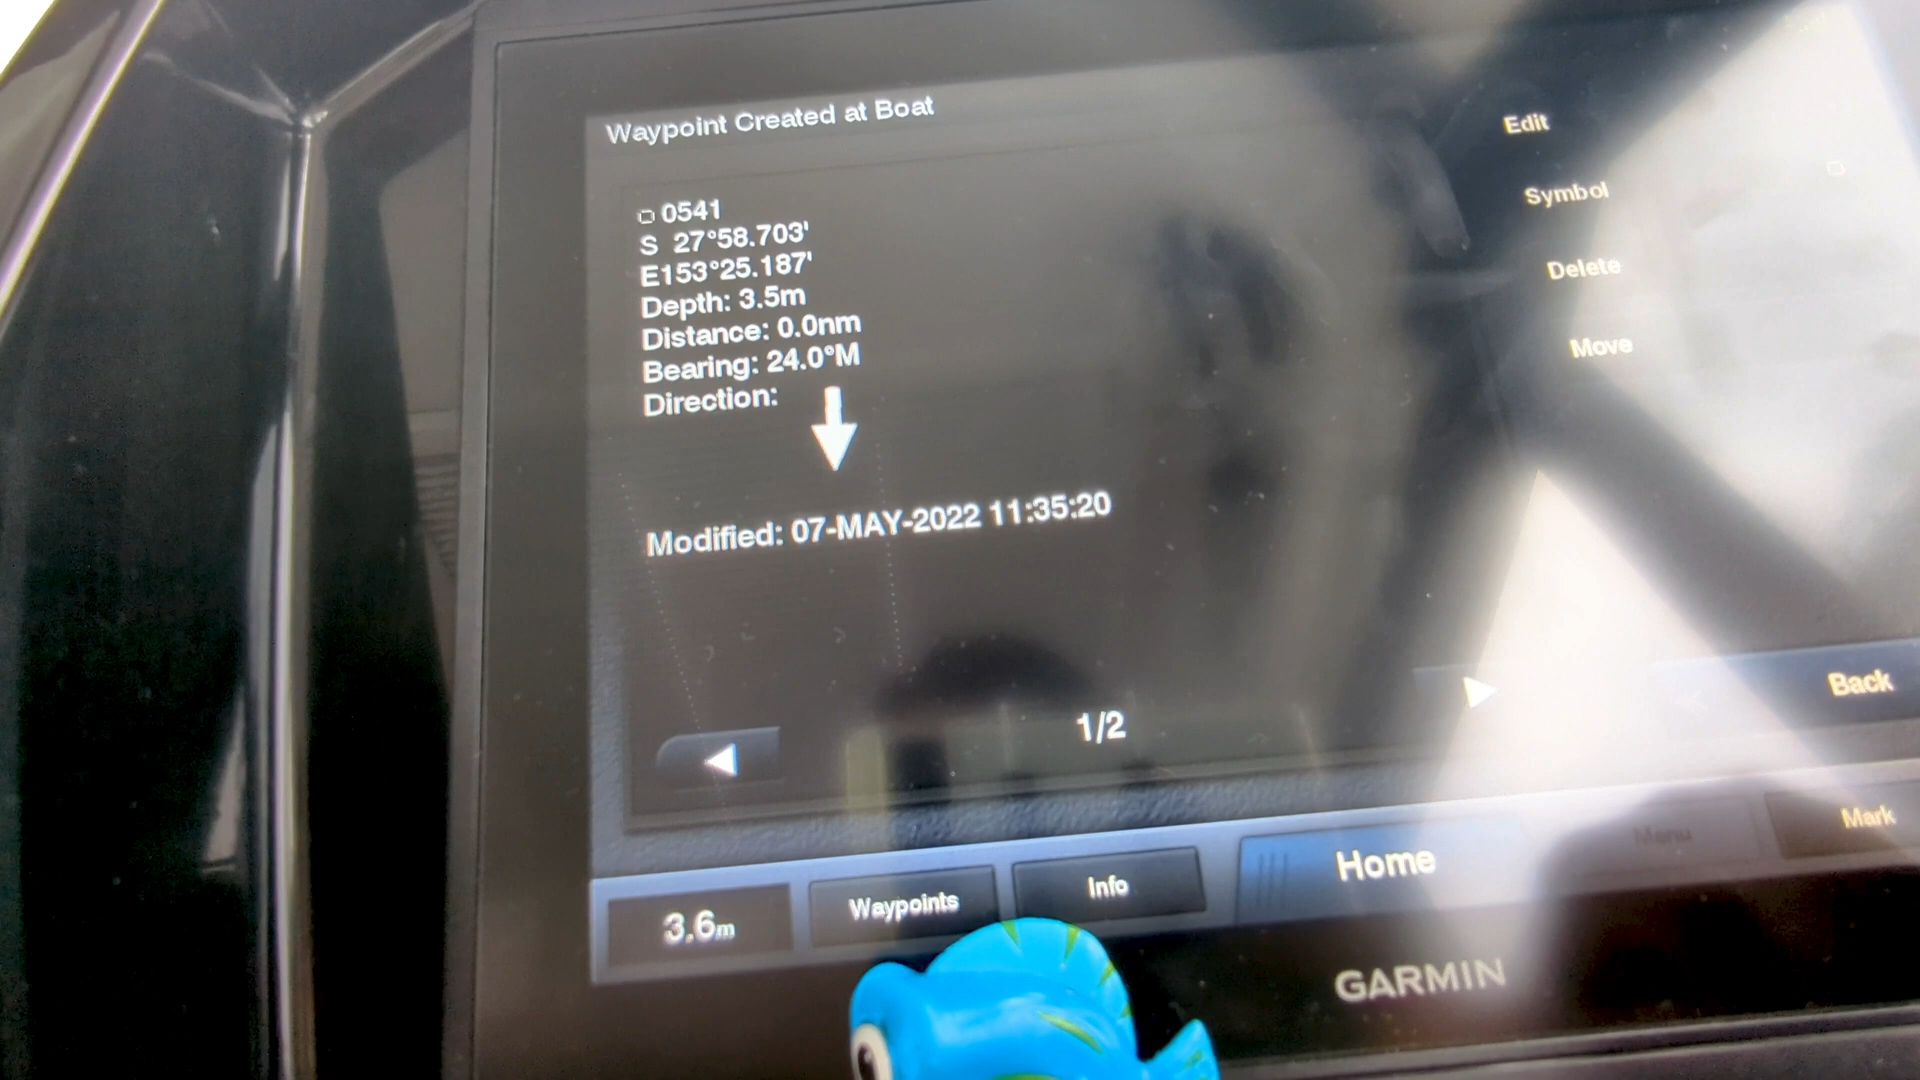 Waypoint Created at Boat
0541
S 27°58.703'
E153°25.187'
Depth: 3.5m
Distance: 0.0nm
Bearing: 24.0°M
Direction:
Modified: 07-MAY-2022 11:35:20
1/2
Edit
Symbol
Delete
Move
Back
3.6m
Waypoints
Info
Home
Menu
Mark
GARMIN